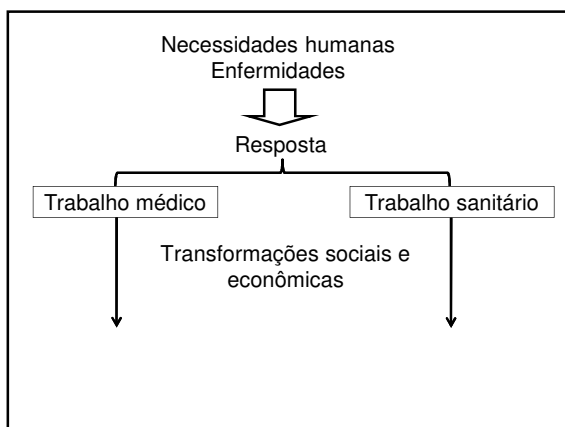 Necessidades humanas
Enfermidades
Resposta
Trabalho médico
Trabalho sanitário
Transformações sociais e
econômicas